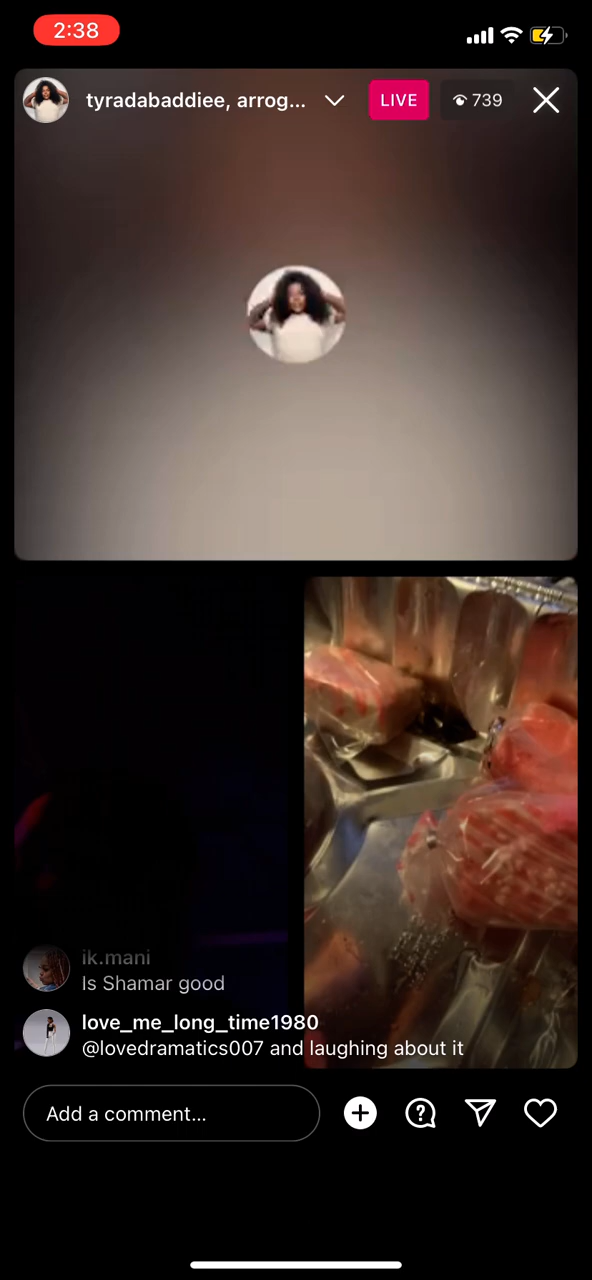 2:38
tyradabaddiee, arrog...
LIVE
739
ik.mani
Is Shamar good
love_me_long_time1980
@lovedramatics007 and laughing about it
Add a comment...